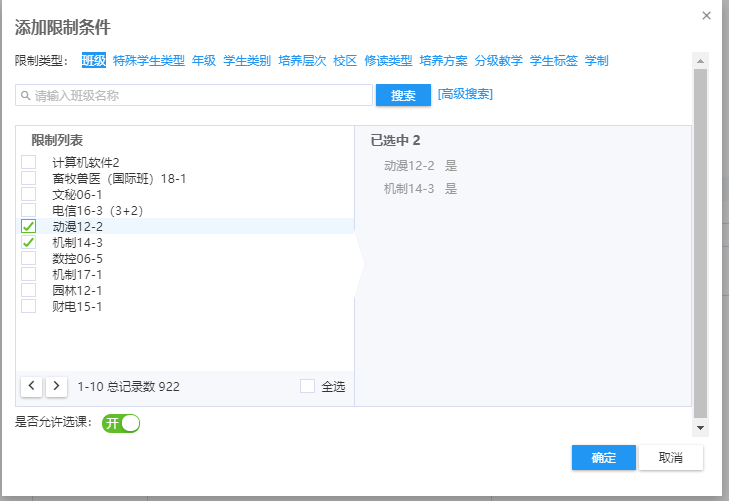 添加限制条件
限制类型： 班级 特殊学生类型 年级 学生类别 培养层次 校区 修读类型 培养方案 分级教学 学生标签 学制
请输入班级名称 搜索 [高级搜索]
限制列表
计算机软件2
畜牧兽医（国际班）18-1
文秘06-1
电信16-3（3+2）
动漫12-2
机制14-3
数控06-5
机制17-1
园林12-1
财电15-1
1-10 总记录数 922 全选
已选中 2
动漫12-2 是
机制14-3 是
是否允许选课： 开
确定 取消